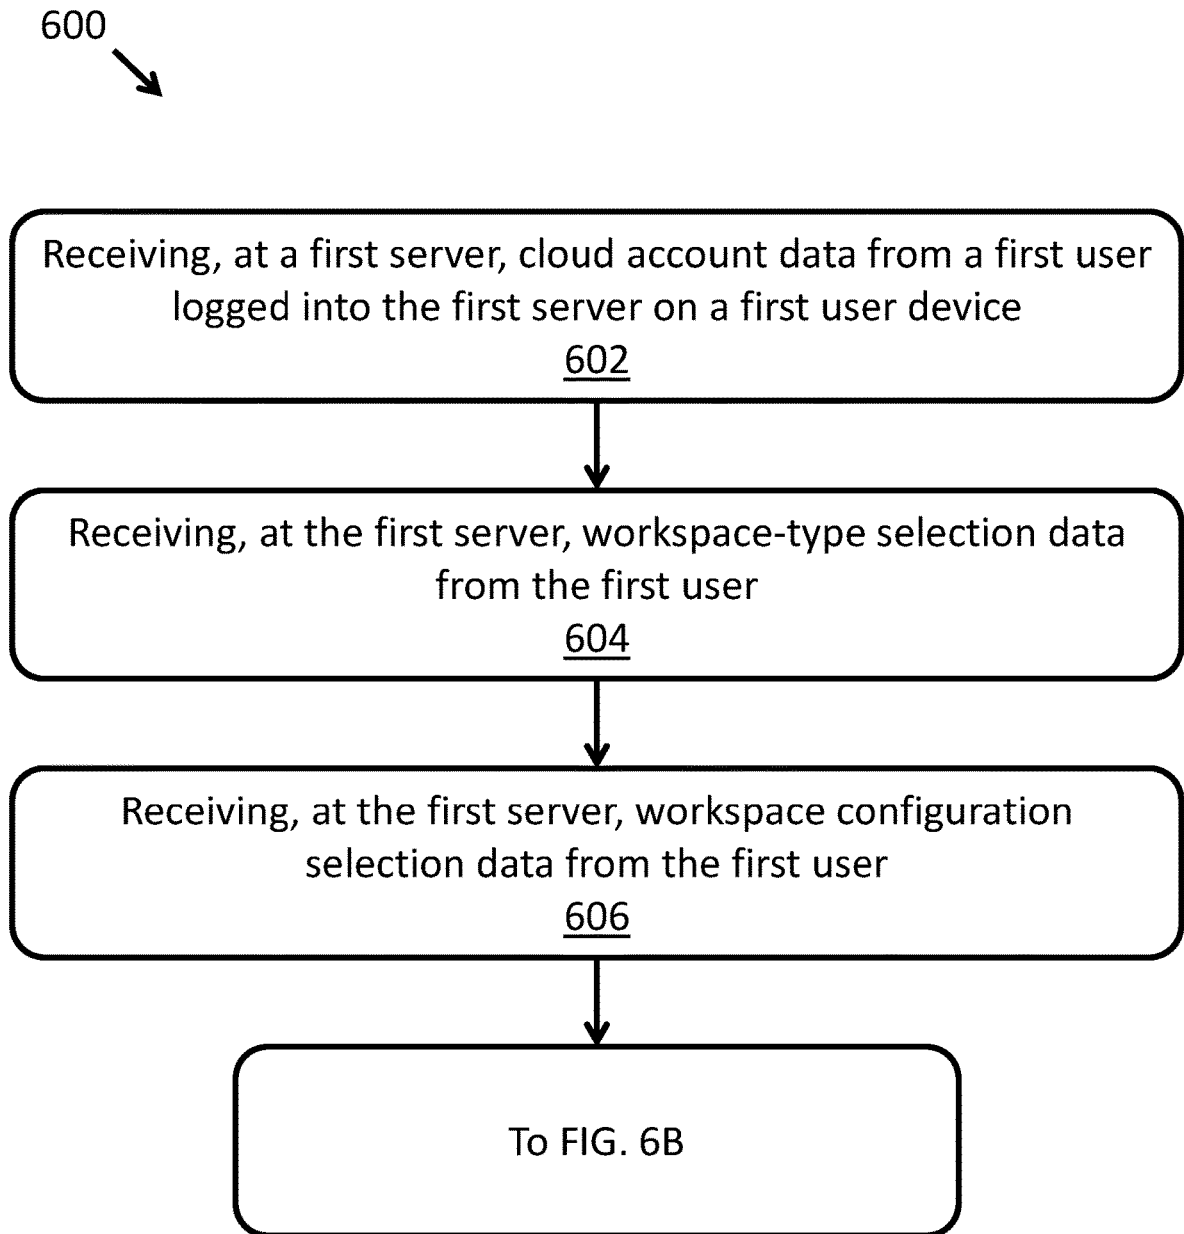 600
Receiving, at a first server, cloud account data from a first user
logged into the first server on a first user device
602
Receiving, at the first server, workspace-type selection data
from the first user
604
Receiving, at the first server, workspace configuration
selection data from the first user
606
To FIG. 6B